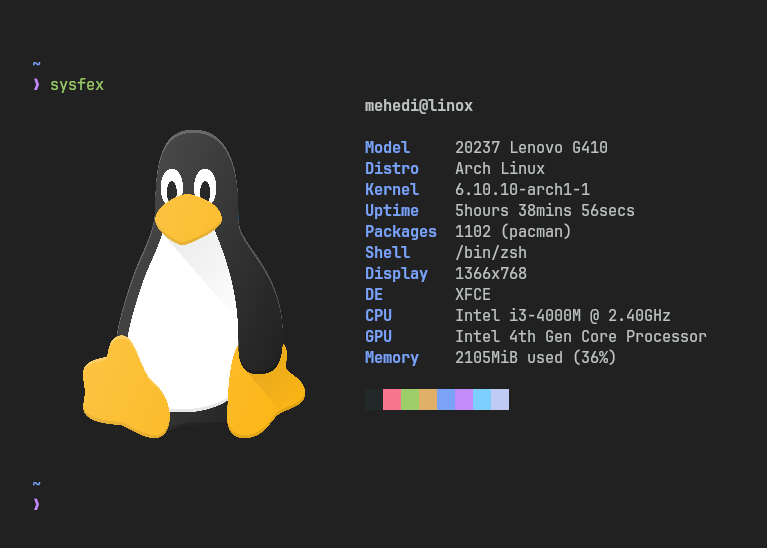 ~
❯ sysfex
mehedi@linox
Model 20237 Lenovo G410
Distro Arch Linux
Kernel 6.10.10-arch1-1
Uptime 5hours 38mins 56secs
Packages 1102 (pacman)
Shell /bin/zsh
Display 1366x768
DE XFCE
CPU Intel i3-4000M @ 2.40GHz
GPU Intel 4th Gen Core Processor
Memory 2105MiB used (36%)
~
❯